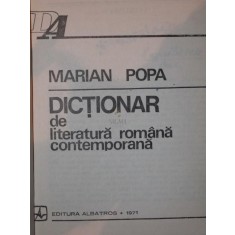 DA
MARIAN POPA
DICȚIONAR
de
literatură română
contemporană
EDITURA ALBATROS • 1971